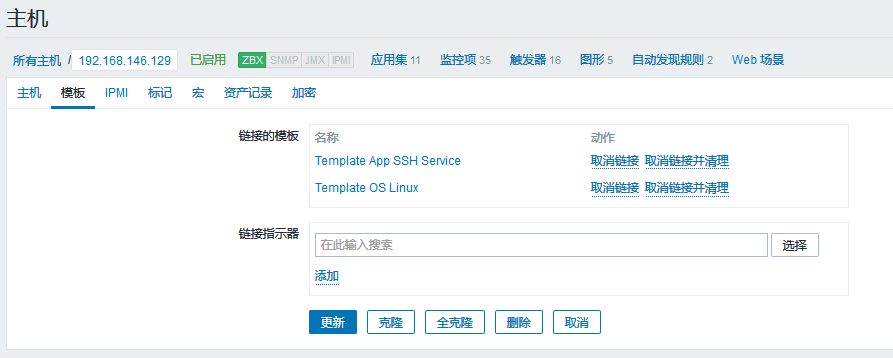 主机
所有主机 / 192.168.146.129 已启用 ZBX SNMP JMX IPMI 应用集 11 监控项 35 触发器 16 图形 5 自动发现规则 2 Web 场景
主机 模板 IPMI 标记 宏 资产记录 加密
链接的模板 名称 动作
Template App SSH Service 取消链接 取消链接并清理
Template OS Linux 取消链接 取消链接并清理
链接指示器
在此输入搜索 选择
添加
更新 克隆 全克隆 删除 取消